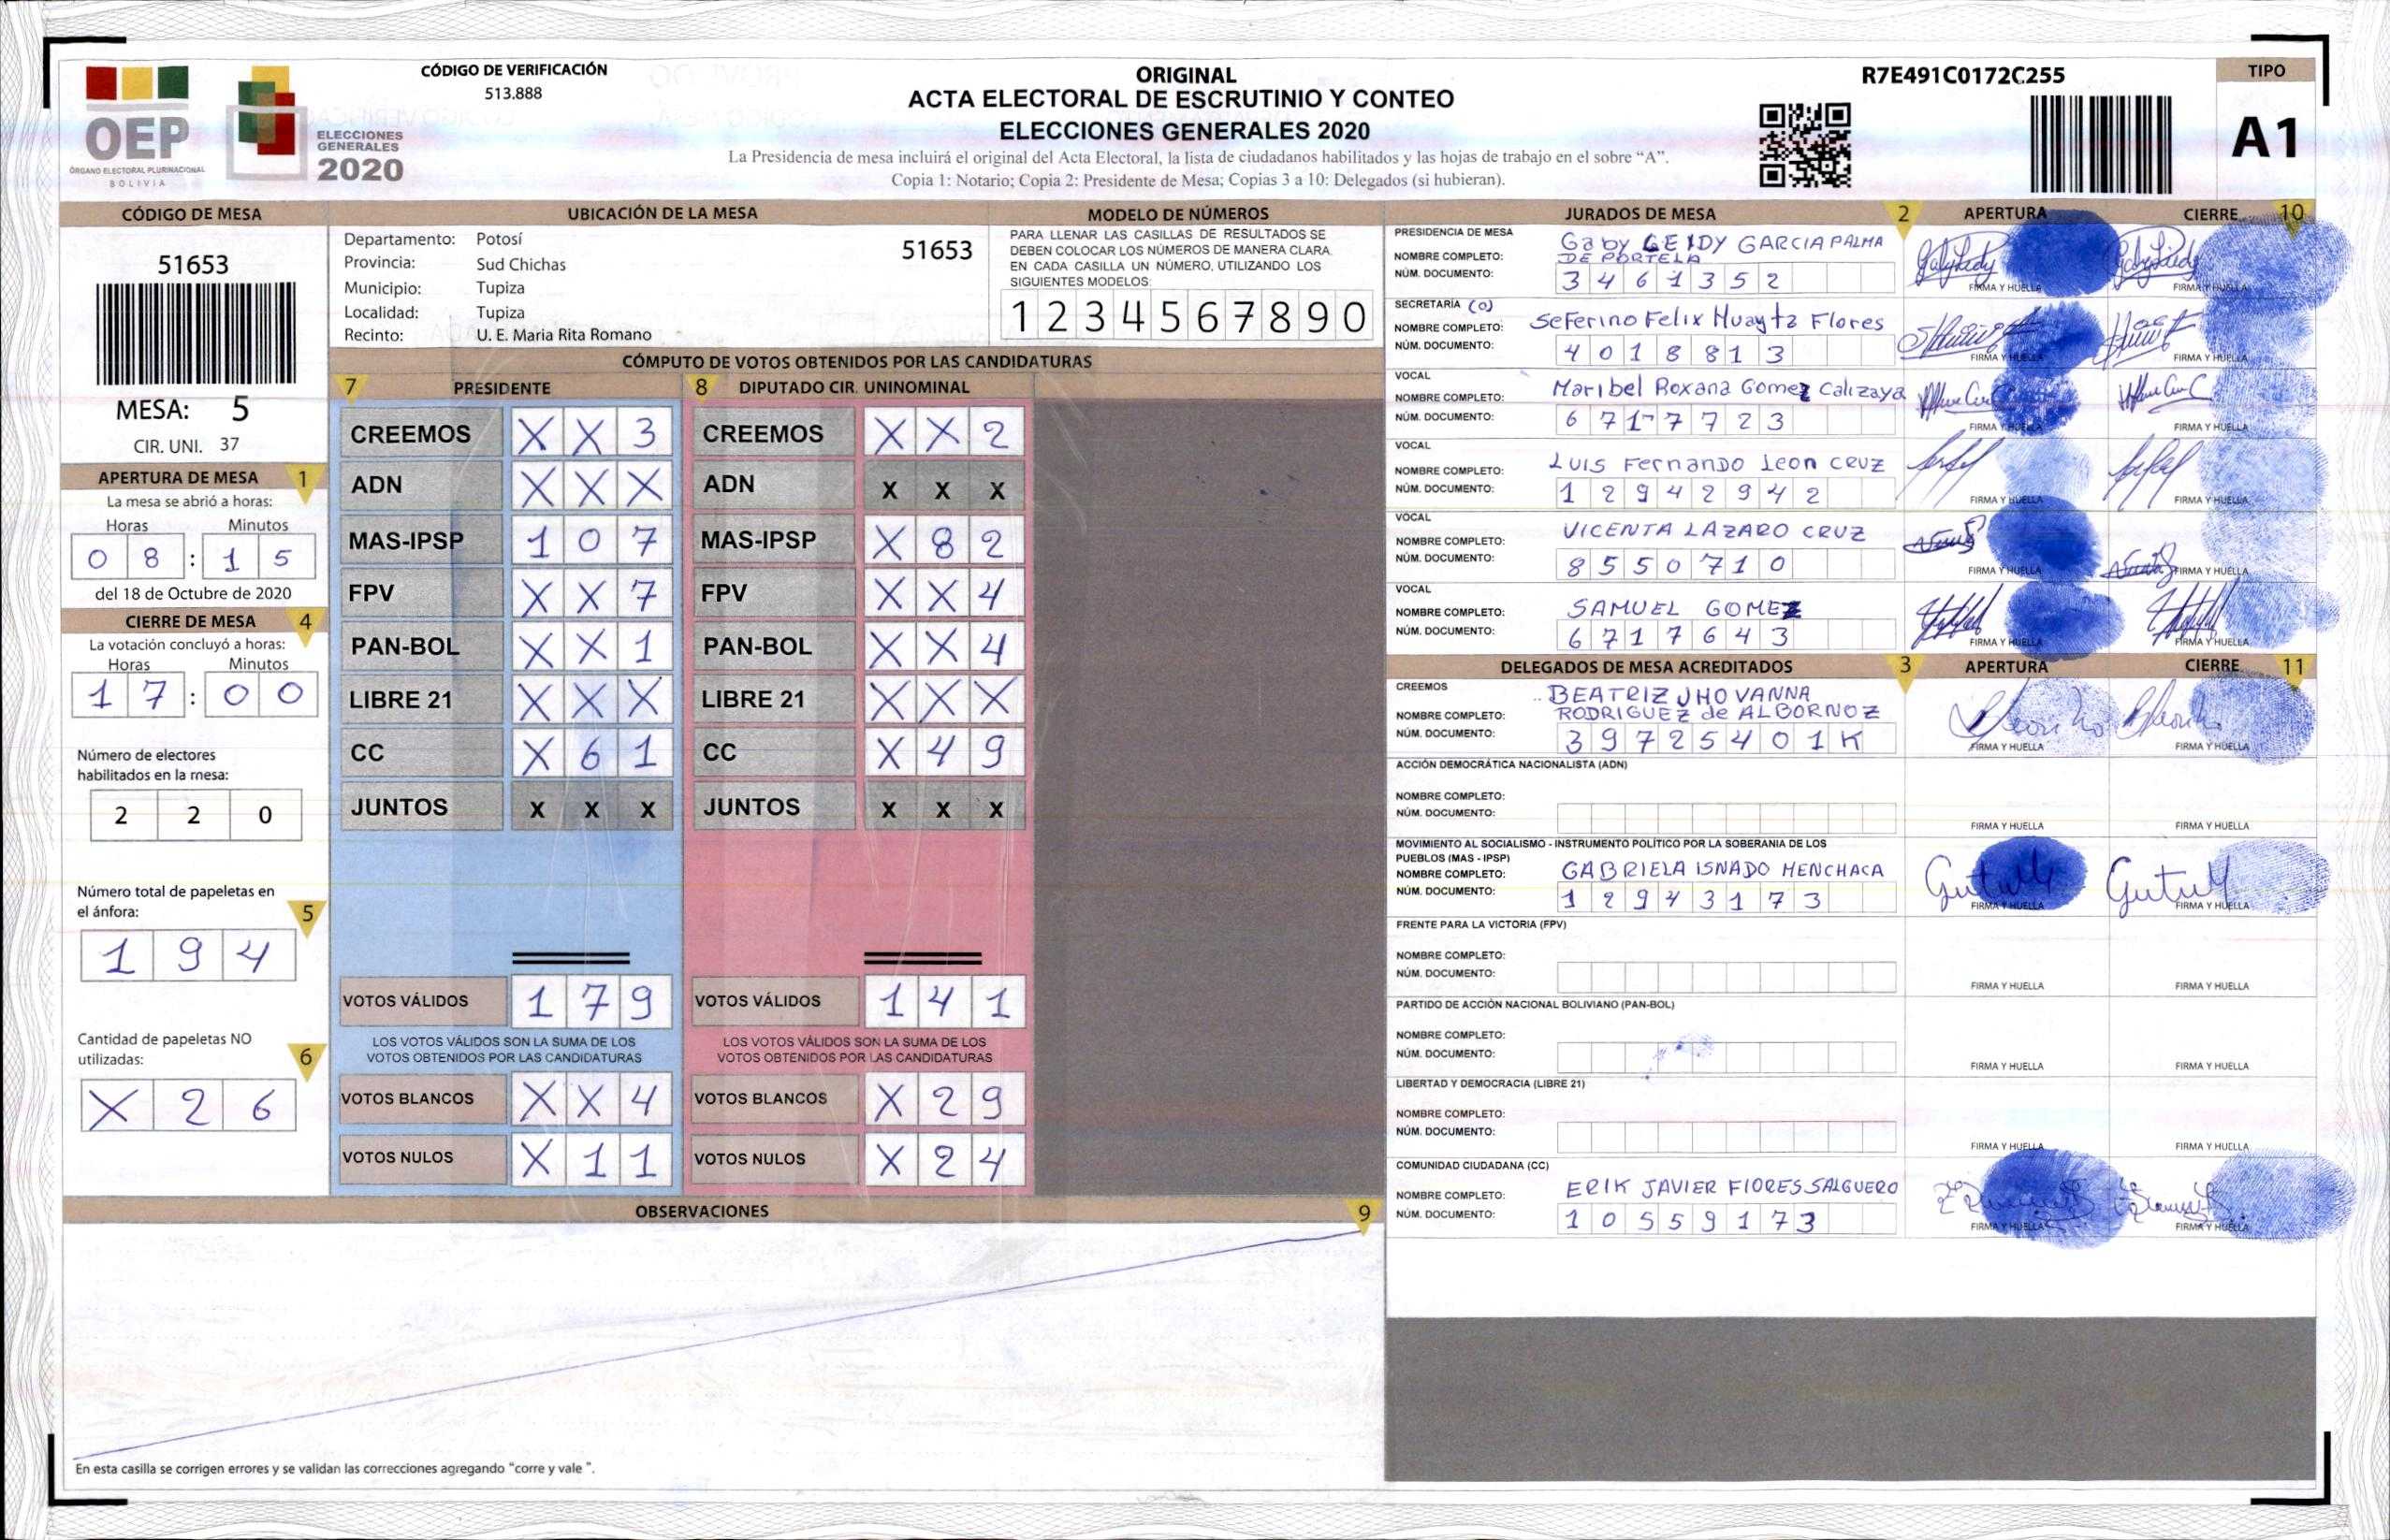 CÓDIGO DE VERIFICACIÓN
513.888
OEP
ÓRGANO ELECTORAL PLURINACIONAL
BOLIVIA
ELECCIONES
GENERALES
2020
ORIGINAL
ACTA ELECTORAL DE ESCRUTINIO Y CONTEO
ELECCIONES GENERALES 2020
La Presidencia de mesa incluirá el original del Acta Electoral, la lista de ciudadanos habilitados y las hojas de trabajo en el sobre “A”.
Copia 1: Notario; Copia 2: Presidente de Mesa; Copias 3 a 10: Delegados (si hubieran).
R7E491C0172C255
TIPO
A1
CÓDIGO DE MESA
51653
MESA: 5
CIR. UNI. 37
APERTURA DE MESA 1
La mesa se abrió a horas:
Horas Minutos
0 8 : 1 5
del 18 de Octubre de 2020
CIERRE DE MESA 4
La votación concluyó a horas:
Horas Minutos
1 7 : 0 0
Número de electores
habilitados en la mesa:
2 2 0
Número total de papeletas en
el ánfora: 5
1 9 4
Cantidad de papeletas NO
utilizadas: 6
X 2 6
UBICACIÓN DE LA MESA
Departamento: Potosí
51653
Provincia: Sud Chichas
Municipio: Tupiza
Localidad: Tupiza
Recinto: U. E. Maria Rita Romano
MODELO DE NÚMEROS
PARA LLENAR LAS CASILLAS DE RESULTADOS SE
DEBEN COLOCAR LOS NÚMEROS DE MANERA CLARA.
EN CADA CASILLA UN NÚMERO, UTILIZANDO LOS
SIGUIENTES MODELOS:
1 2 3 4 5 6 7 8 9 0
CÓMPUTO DE VOTOS OBTENIDOS POR LAS CANDIDATURAS
7 PRESIDENTE
CREEMOS X X 3
ADN X X X
MAS-IPSP 1 0 7
FPV X X 7
PAN-BOL X X 1
LIBRE 21 X X X
CC X 6 1
JUNTOS X X X
VOTOS VÁLIDOS 1 7 9
LOS VOTOS VÁLIDOS SON LA SUMA DE LOS
VOTOS OBTENIDOS POR LAS CANDIDATURAS
VOTOS BLANCOS X X 4
VOTOS NULOS X 1 1
8 DIPUTADO CIR. UNINOMINAL
CREEMOS X X 2
ADN X X X
MAS-IPSP X 8 2
FPV X X 4
PAN-BOL X X 4
LIBRE 21 X X X
CC X 4 9
JUNTOS X X X
VOTOS VÁLIDOS 1 4 1
LOS VOTOS VÁLIDOS SON LA SUMA DE LOS
VOTOS OBTENIDOS POR LAS CANDIDATURAS
VOTOS BLANCOS X 2 9
VOTOS NULOS X 2 4
OBSERVACIONES 9
En esta casilla se corrigen errores y se validan las correcciones agregando “corre y vale ”.
JURADOS DE MESA 2 APERTURA CIERRE 10
PRESIDENCIA DE MESA
NOMBRE COMPLETO: Gaby LEIDY GARCIA PALMA
DE PORTELA
NÚM. DOCUMENTO: 3 4 6 1 3 5 2
FIRMA Y HUELLA FIRMA Y HUELLA
SECRETARÍA (o)
NOMBRE COMPLETO: Seferino Felix Huayta Flores
NÚM. DOCUMENTO: 4 0 1 8 8 1 3
FIRMA Y HUELLA FIRMA Y HUELLA
VOCAL
NOMBRE COMPLETO: Maribel Roxana Gomez Calizaya
NÚM. DOCUMENTO: 6 7 1 7 7 2 3
FIRMA Y HUELLA FIRMA Y HUELLA
VOCAL
NOMBRE COMPLETO: LUIS Fernando leon CRUZ
NÚM. DOCUMENTO: 1 2 9 4 2 9 4 2
FIRMA Y HUELLA FIRMA Y HUELLA
VOCAL
NOMBRE COMPLETO: VICENTA LAZARO CRUZ
NÚM. DOCUMENTO: 8 5 5 0 7 1 0
FIRMA Y HUELLA FIRMA Y HUELLA
VOCAL
NOMBRE COMPLETO: SAMUEL GOMEZ
NÚM. DOCUMENTO: 6 7 1 7 6 4 3
FIRMA Y HUELLA FIRMA Y HUELLA
DELEGADOS DE MESA ACREDITADOS 3 APERTURA CIERRE 11
CREEMOS
NOMBRE COMPLETO: BEATRIZ JHOVANNA
RODRIGUEZ de ALBORNOZ
NÚM. DOCUMENTO: 3 9 7 2 5 4 0 1 K
FIRMA Y HUELLA FIRMA Y HUELLA
ACCIÓN DEMOCRÁTICA NACIONALISTA (ADN)
NOMBRE COMPLETO:
NÚM. DOCUMENTO:
FIRMA Y HUELLA FIRMA Y HUELLA
MOVIMIENTO AL SOCIALISMO - INSTRUMENTO POLÍTICO POR LA SOBERANIA DE LOS
PUEBLOS (MAS - IPSP)
NOMBRE COMPLETO: GABRIELA ISNADO MENCHACA
NÚM. DOCUMENTO: 1 2 9 4 3 1 7 3
FIRMA Y HUELLA FIRMA Y HUELLA
FRENTE PARA LA VICTORIA (FPV)
NOMBRE COMPLETO:
NÚM. DOCUMENTO:
FIRMA Y HUELLA FIRMA Y HUELLA
PARTIDO DE ACCIÓN NACIONAL BOLIVIANO (PAN-BOL)
NOMBRE COMPLETO:
NÚM. DOCUMENTO:
FIRMA Y HUELLA FIRMA Y HUELLA
LIBERTAD Y DEMOCRACIA (LIBRE 21)
NOMBRE COMPLETO:
NÚM. DOCUMENTO:
FIRMA Y HUELLA FIRMA Y HUELLA
COMUNIDAD CIUDADANA (CC)
NOMBRE COMPLETO: ERIK JAVIER FlORES SALGUERO
NÚM. DOCUMENTO: 1 0 5 5 9 1 7 3
FIRMA Y HUELLA FIRMA Y HUELLA